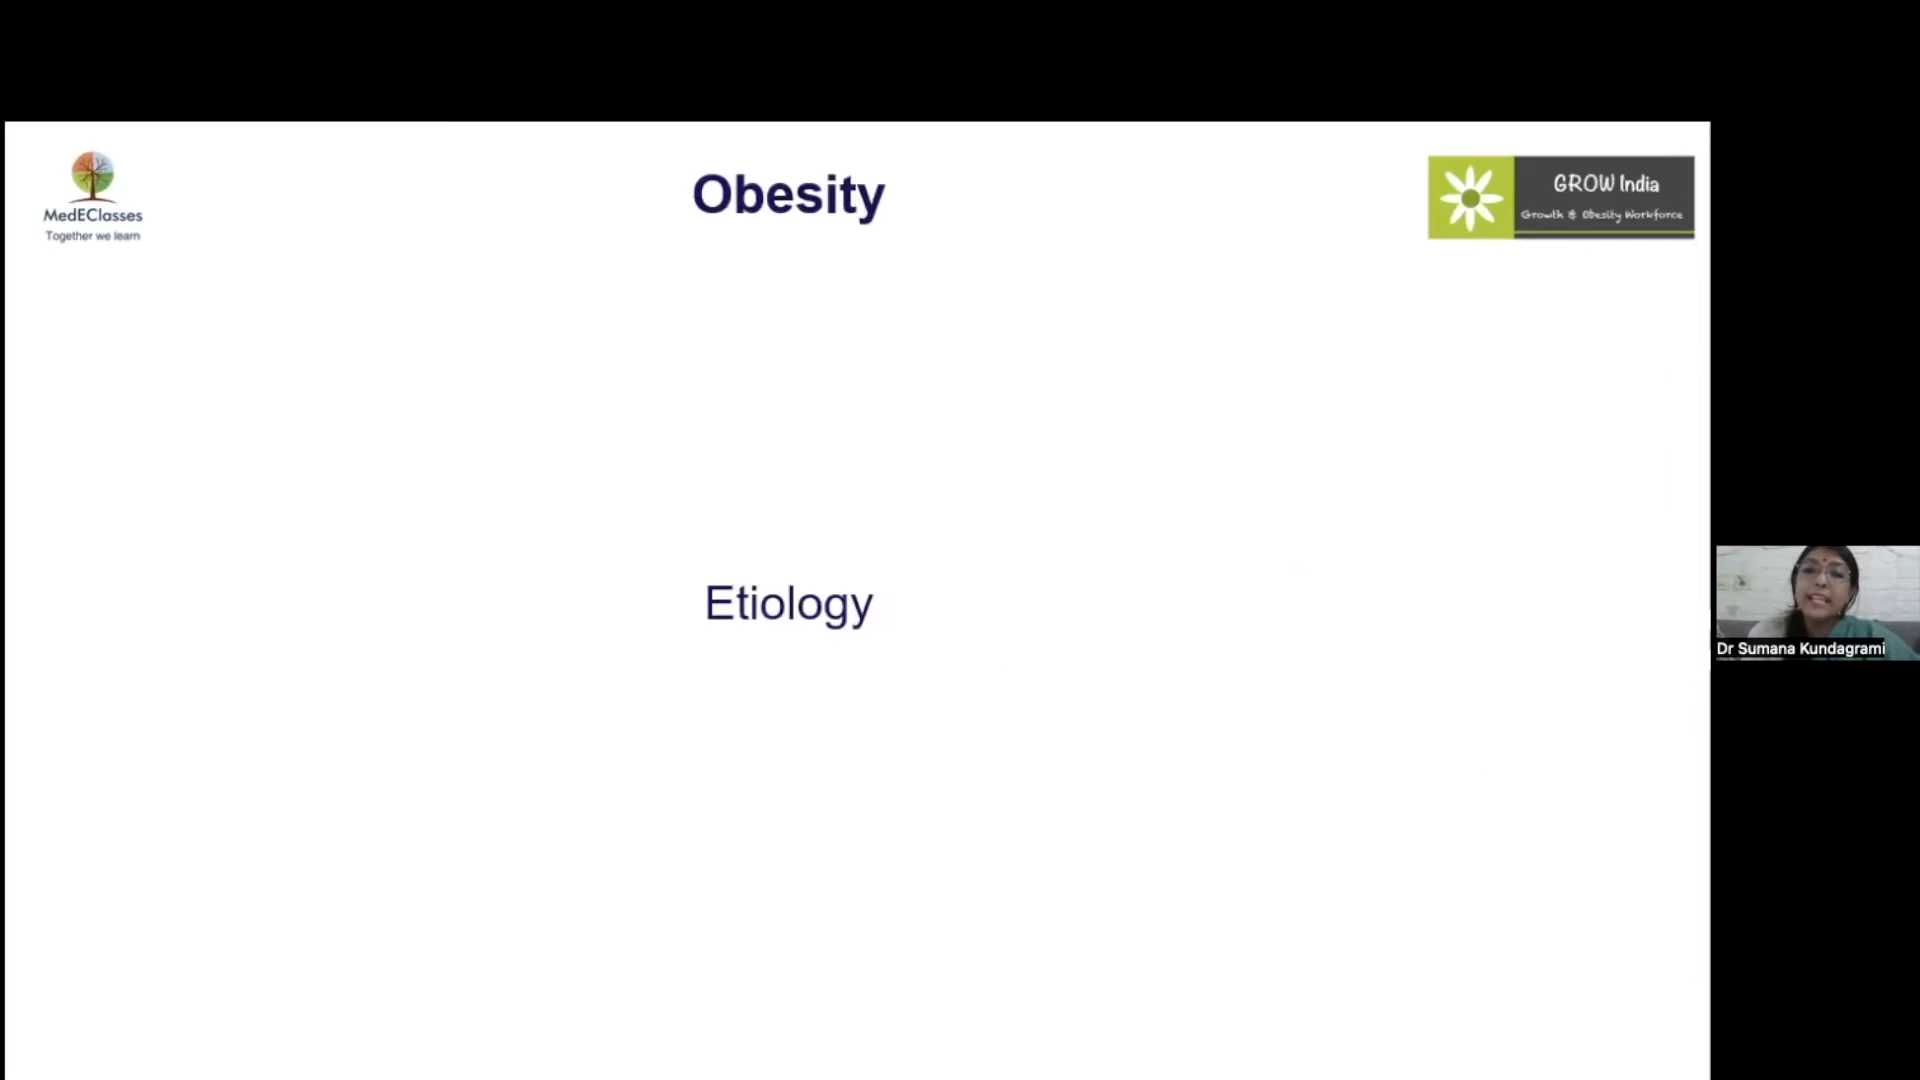 Obesity
MedEClasses
Together we learn
GROW India
Growth & Obesity Workforce
Etiology
Dr Sumana Kundagrami